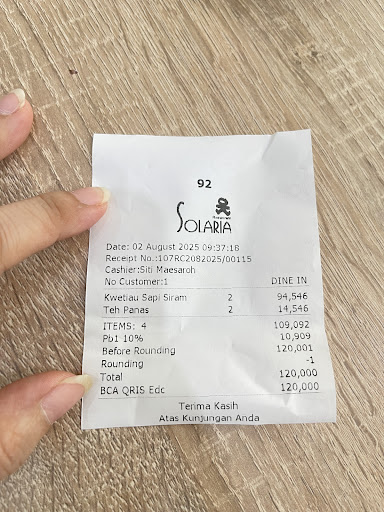 92
SOLARIA
Date: 02 August 2025 09:37:18
Receipt No.:107RC2082025/00115
Cashier:Siti Maesaroh
No Customer:1 DINE IN
Kwetiau Sapi Siram 2 94,546
Teh Panas 2 14,546
ITEMS: 4 109,092
Pb1 10% 10,909
Before Rounding 120,001
Rounding -1
Total 120,000
BCA QRIS Edc 120,000
Terima Kasih
Atas Kunjungan Anda